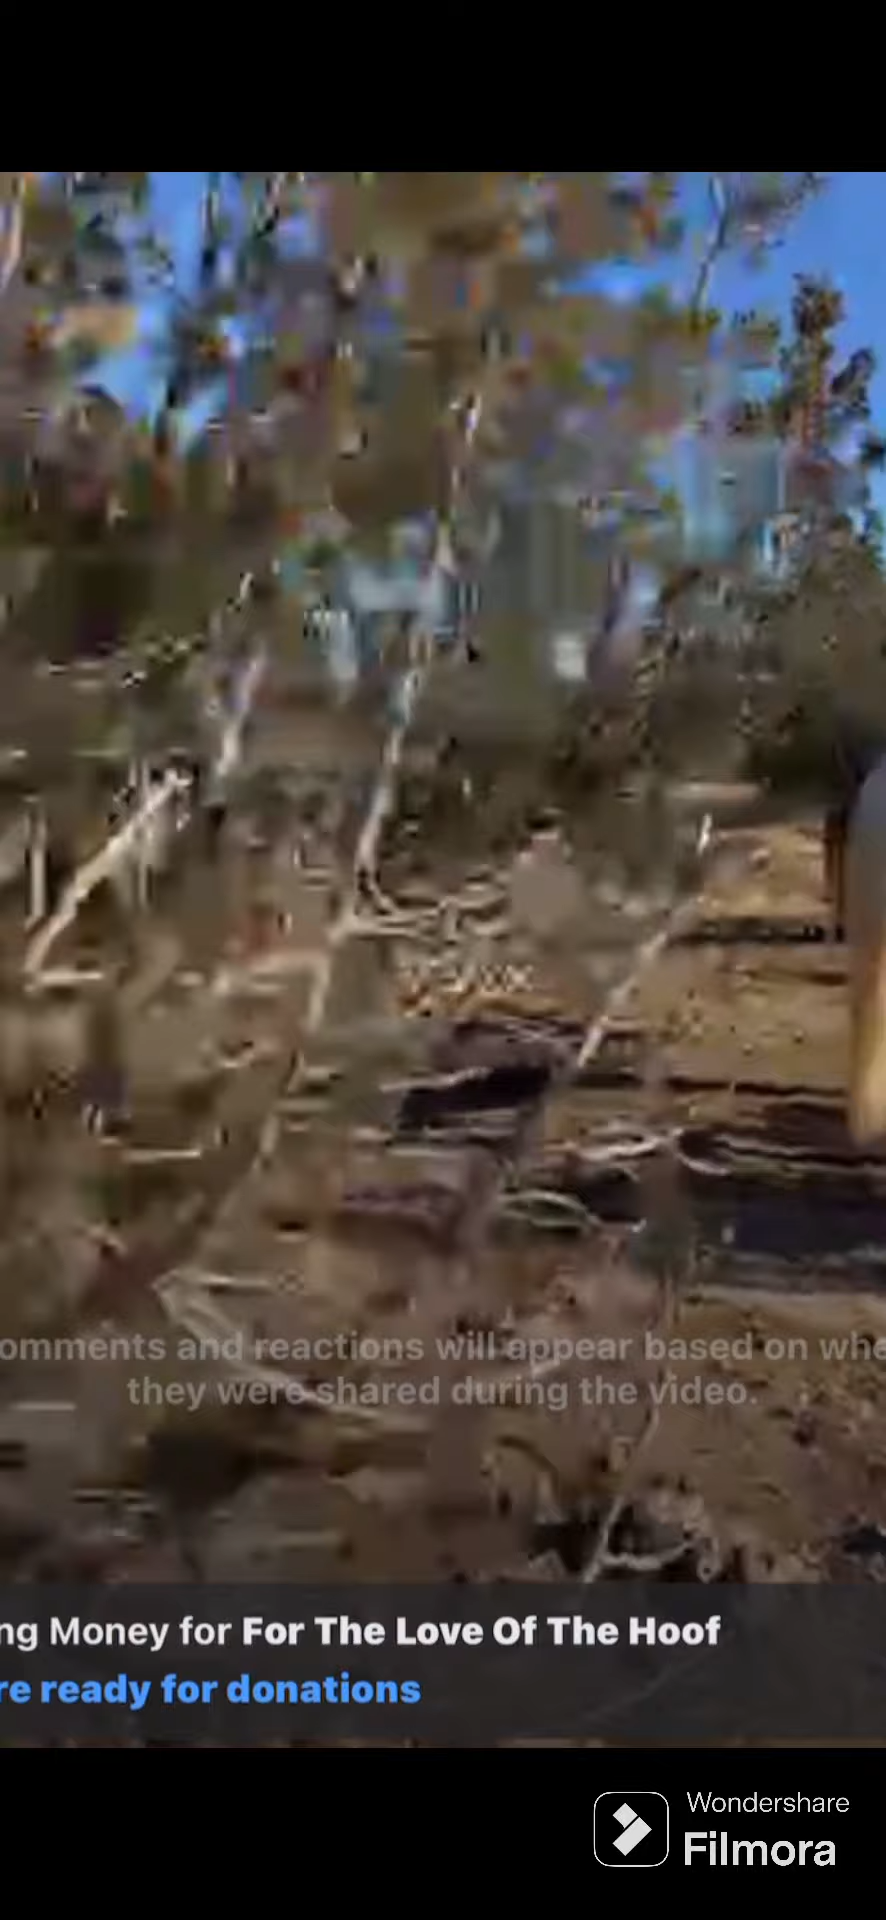 omments and reactions will appear based on whe
they were shared during the video.
ng Money for For The Love Of The Hoof
re ready for donations
Wondershare
Filmora